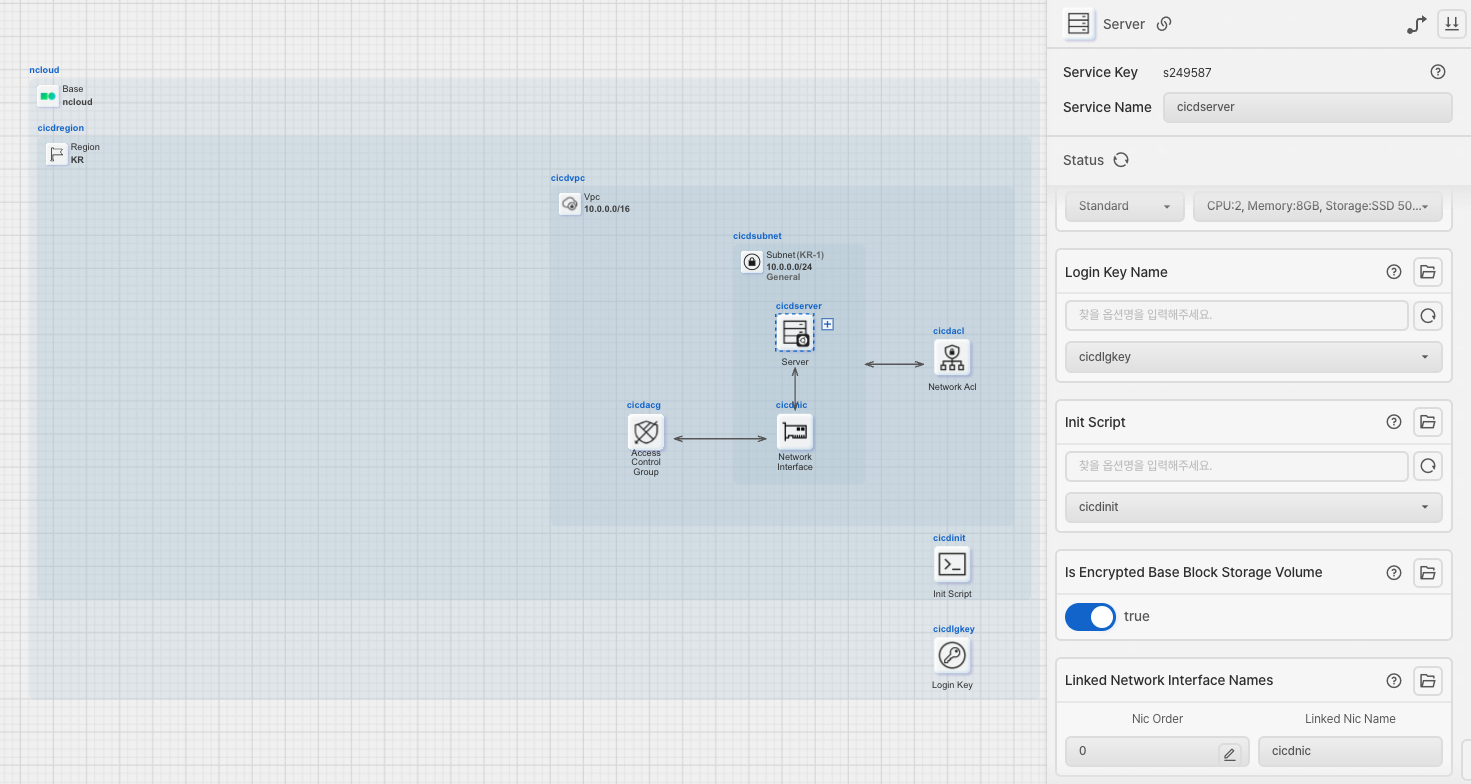 ncloud
Base
ncloud
cicdregion
Region
KR
cicdvpc
Vpc
10.0.0.0/16
cicdsubnet
Subnet(KR-1)
10.0.0.0/24
General
cicdserver
Server
cicdacl
Network Acl
cicdacg
Access
Control
Group
cicdnic
Network
Interface
cicdinit
Init Script
cicdlgkey
Login Key
Server
Service Key s249587
Service Name cicdserver
Status
Standard CPU:2, Memory:8GB, Storage:SSD 50...
Login Key Name
찾을 옵션명을 입력해주세요.
cicdlgkey
Init Script
찾을 옵션명을 입력해주세요.
cicdinit
Is Encrypted Base Block Storage Volume
true
Linked Network Interface Names
Nic Order Linked Nic Name
0 cicdnic